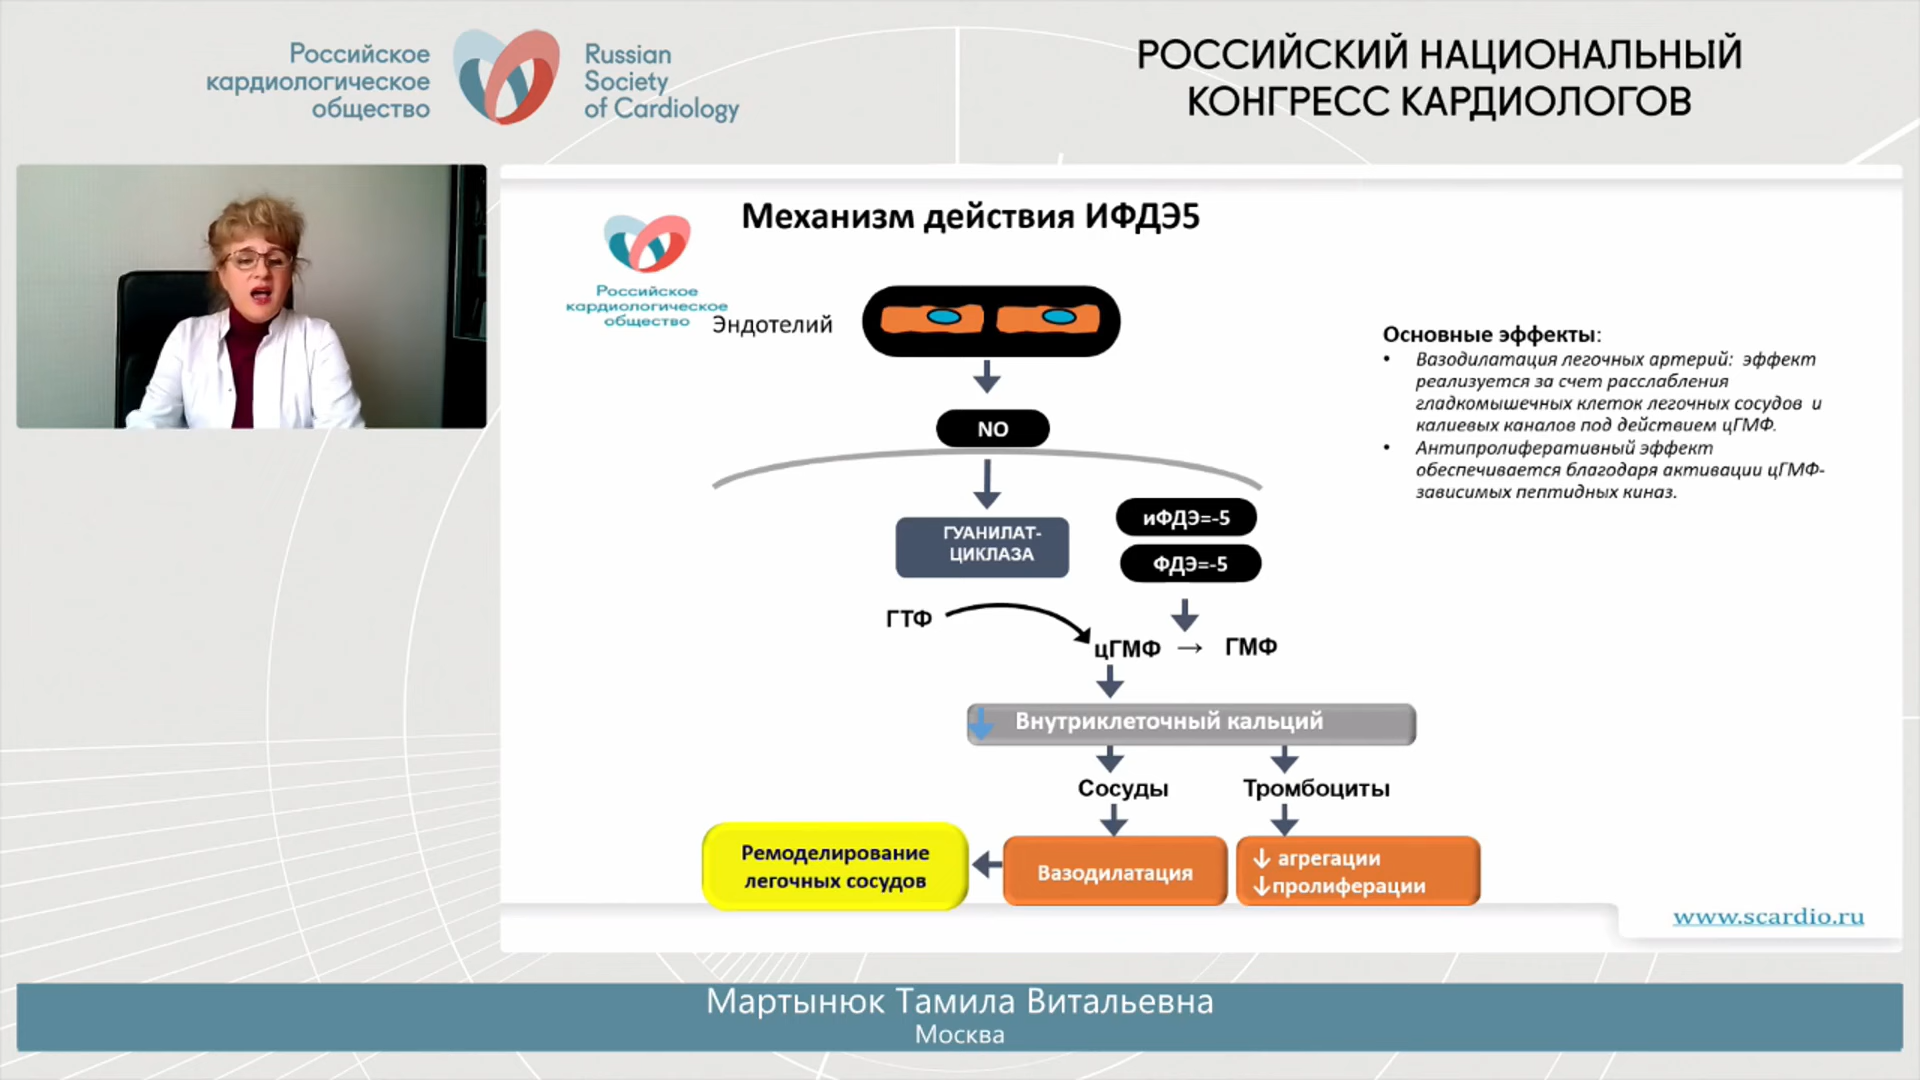 Российское
кардиологическое
общество
Russian
Society
of Cardiology
РОССИЙСКИЙ НАЦИОНАЛЬНЫЙ
КОНГРЕСС КАРДИОЛОГОВ
Механизм действия ИФДЭ5
Российское
кардиологическое
общество
Эндотелий
NO
ГУАНИЛАТ-
ЦИКЛАЗА
иФДЭ=-5
ФДЭ=-5
ГТФ
цГМФ → ГМФ
Внутриклеточный кальций
Сосуды
Тромбоциты
Ремоделирование
легочных сосудов
Вазодилатация
↓ агрегации
↓пролиферации
Основные эффекты:
• Вазодилатация легочных артерий: эффект
реализуется за счет расслабления
гладкомышечных клеток легочных сосудов и
калиевых каналов под действием цГМФ.
• Антипролиферативный эффект
обеспечивается благодаря активации цГМФ-
зависимых пептидных киназ.
www.scardio.ru
Мартынюк Тамила Витальевна
Москва